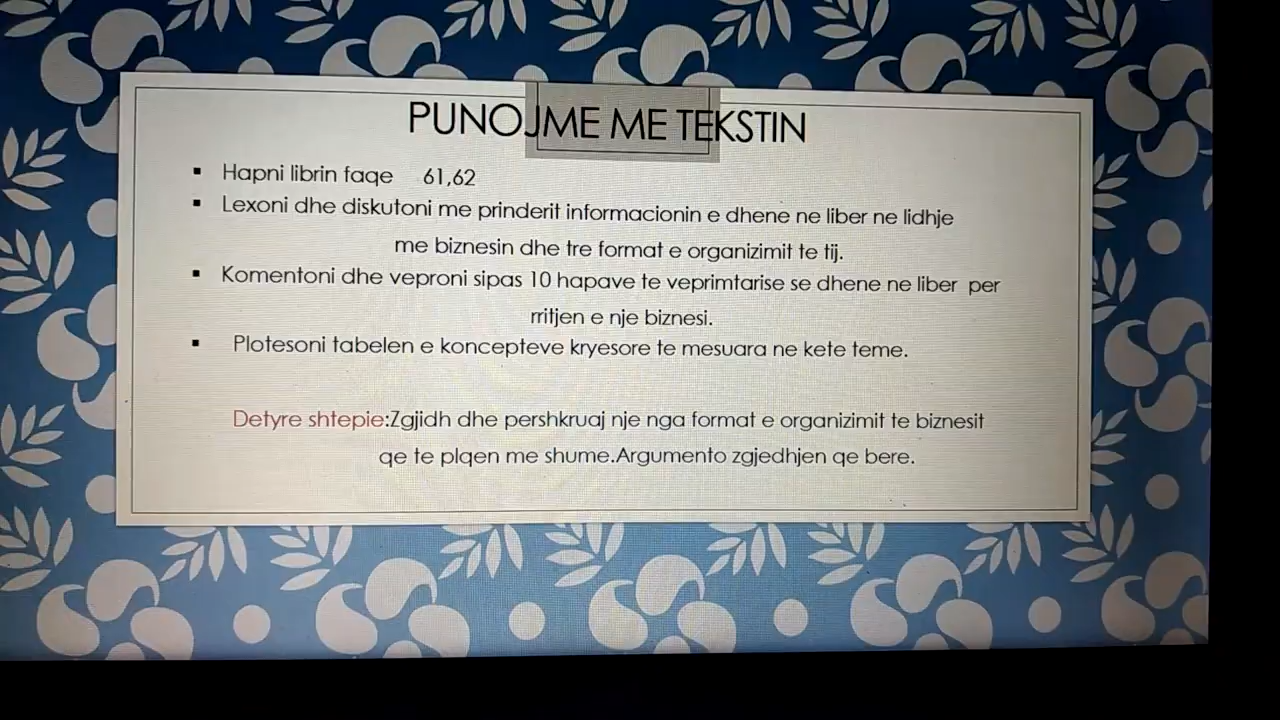 PUNOJME ME TEKSTIN
▪ Hapni librin faqe 61,62
▪ Lexoni dhe diskutoni me prinderit informacionin e dhene ne liber ne lidhje
me biznesin dhe tre format e organizimit te tij.
▪ Komentoni dhe veproni sipas 10 hapave te veprimtarise se dhene ne liber per
rritjen e nje biznesi.
▪ Plotesoni tabelen e koncepteve kryesore te mesuara ne kete teme.
Detyre shtepie:Zgjidh dhe pershkruaj nje nga format e organizimit te biznesit
qe te plqen me shume.Argumento zgjedhjen qe bere.